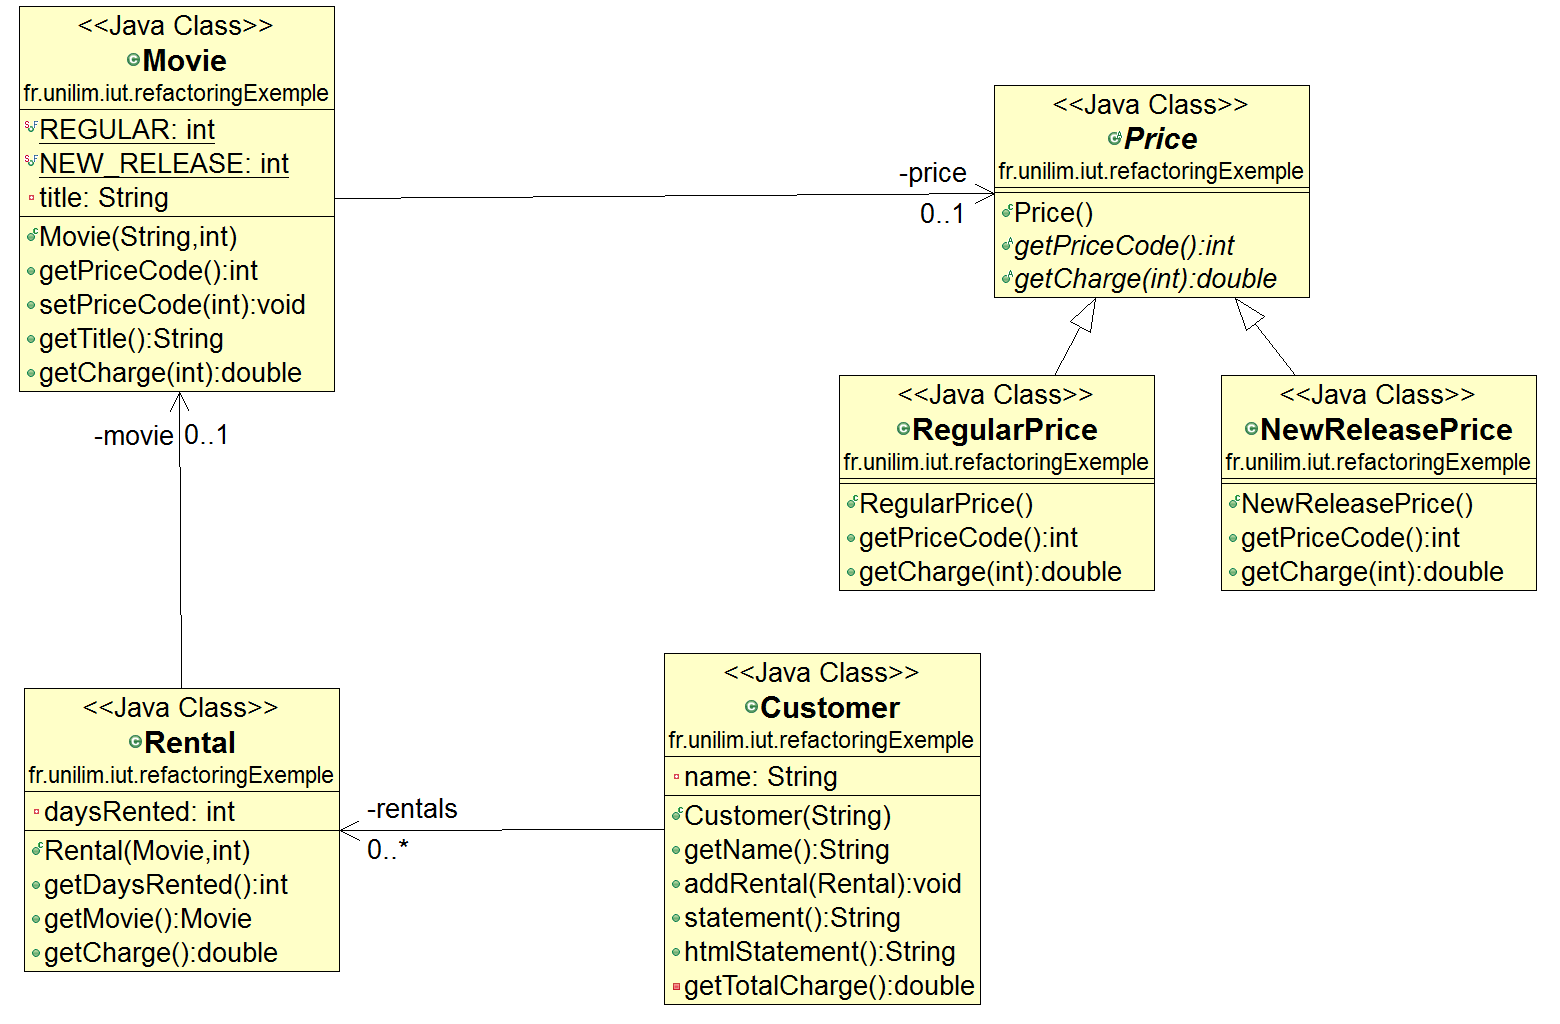 <<Java Class>>
Movie
fr.unilim.iut.refactoringExemple
REGULAR: int
NEW_RELEASE: int
title: String
Movie(String,int)
getPriceCode():int
setPriceCode(int):void
getTitle():String
getCharge(int):double
-price
0..1
<<Java Class>>
Price
fr.unilim.iut.refactoringExemple
Price()
getPriceCode():int
getCharge(int):double
<<Java Class>>
RegularPrice
fr.unilim.iut.refactoringExemple
RegularPrice()
getPriceCode():int
getCharge(int):double
<<Java Class>>
NewReleasePrice
fr.unilim.iut.refactoringExemple
NewReleasePrice()
getPriceCode():int
getCharge(int):double
-movie 0..1
<<Java Class>>
Rental
fr.unilim.iut.refactoringExemple
daysRented: int
Rental(Movie,int)
getDaysRented():int
getMovie():Movie
getCharge():double
-rentals
0..*
<<Java Class>>
Customer
fr.unilim.iut.refactoringExemple
name: String
Customer(String)
getName():String
addRental(Rental):void
statement():String
htmlStatement():String
getTotalCharge():double